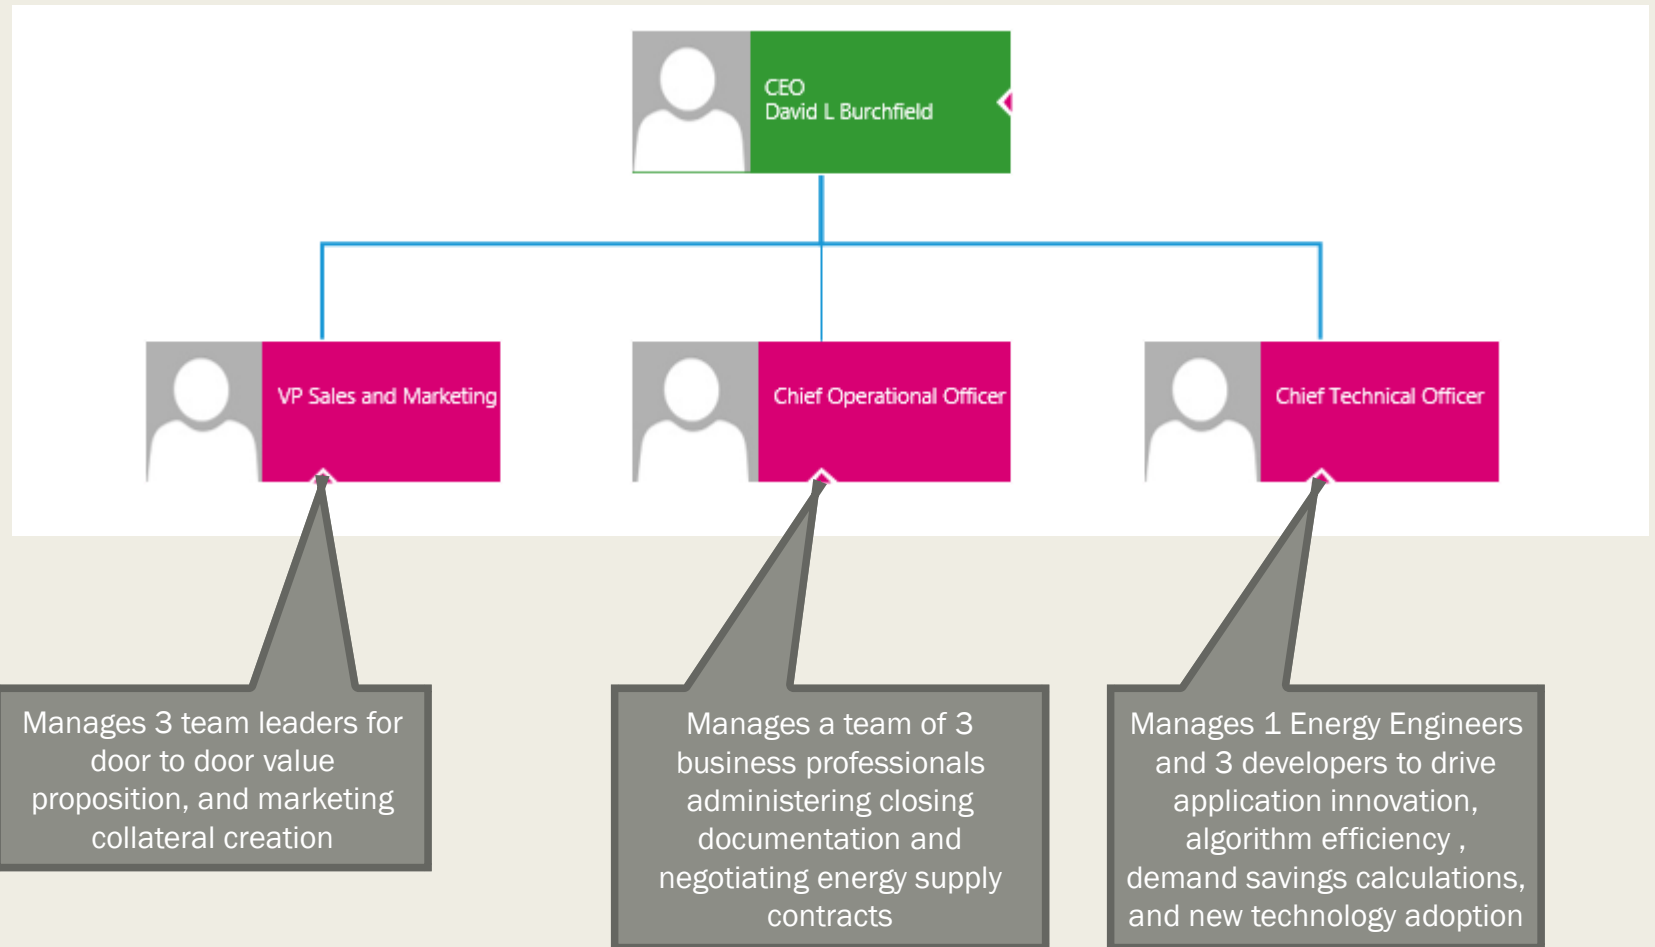 CEO
David L Burchfield
VP Sales and Marketing
Chief Operational Officer
Chief Technical Officer
Manages 3 team leaders for
door to door value
proposition, and marketing
collateral creation
Manages a team of 3
business professionals
administering closing
documentation and
negotiating energy supply
contracts
Manages 1 Energy Engineers
and 3 developers to drive
application innovation,
algorithm efficiency ,
demand savings calculations,
and new technology adoption